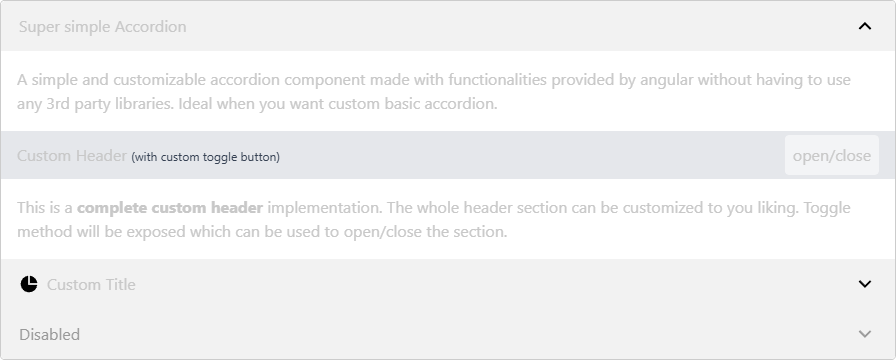 Super simple Accordion
A simple and customizable accordion component made with functionalities provided by angular without having to use
any 3rd party libraries. Ideal when you want custom basic accordion.
Custom Header (with custom toggle button) open/close
This is a complete custom header implementation. The whole header section can be customized to you liking. Toggle
method will be exposed which can be used to open/close the section.
Custom Title
Disabled